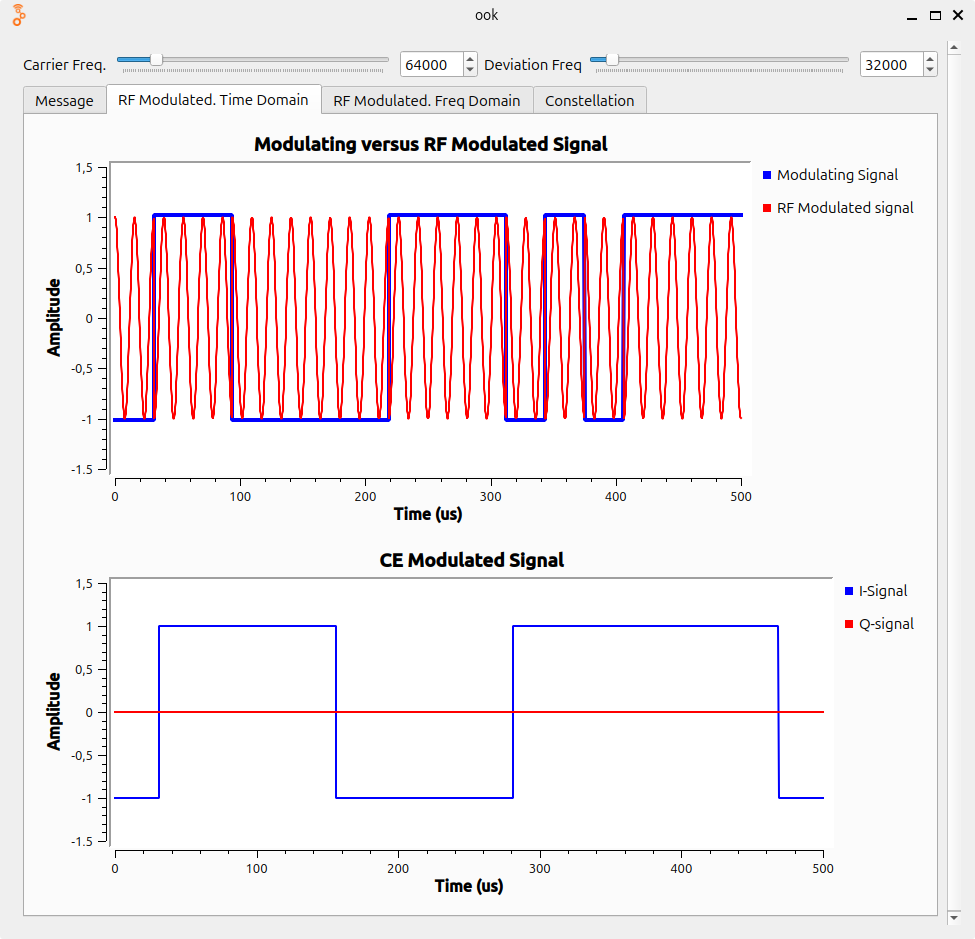 ook
Carrier Freq. 64000 Deviation Freq 32000
Message RF Modulated. Time Domain RF Modulated. Freq Domain Constellation
Modulating versus RF Modulated Signal
1,5
1
0,5
0
-0,5
-1
-1.5
Amplitude
0 100 200 300 400 500
Time (us)
Modulating Signal
RF Modulated signal
CE Modulated Signal
1,5
1
0,5
0
-0,5
-1
-1.5
Amplitude
0 100 200 300 400 500
Time (us)
I-Signal
Q-signal